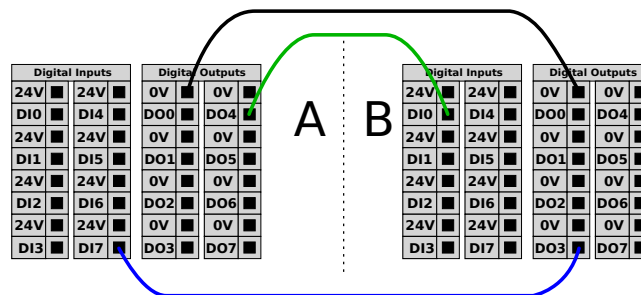 Digital Inputs Digital Outputs Digital Inputs Digital Outputs
24V 24V 0V 0V 24V 24V 0V 0V
DI0 DI4 DO0 DO4 A B DI0 DI4 DO0 DO4
24V 24V 0V 0V 24V 24V 0V 0V
DI1 DI5 DO1 DO5 DI1 DI5 DO1 DO5
24V 24V 0V 0V 24V 24V 0V 0V
DI2 DI6 DO2 DO6 DI2 DI6 DO2 DO6
24V 24V 0V 0V 24V 24V 0V 0V
DI3 DI7 DO3 DO7 DI3 DI7 DO3 DO7